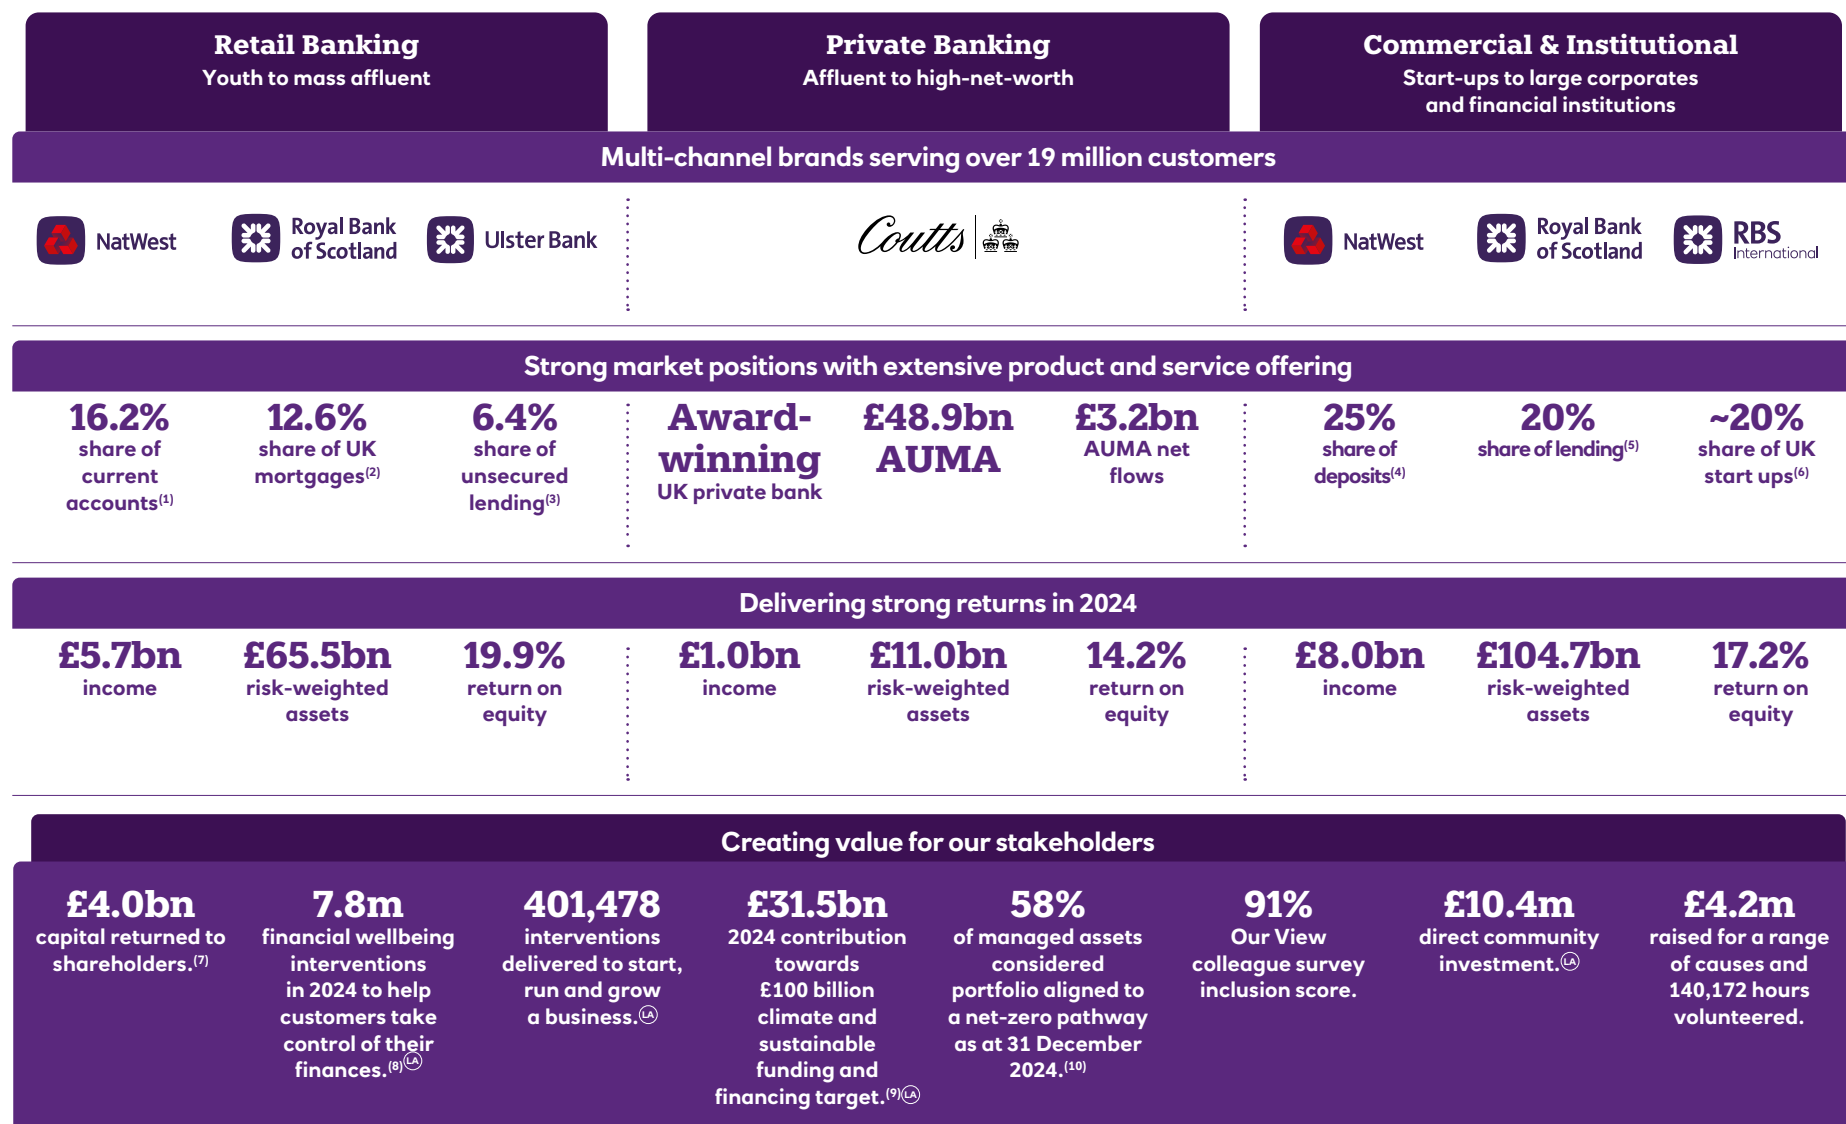 Retail Banking
Youth to mass affluent
Private Banking
Affluent to high-net-worth
Commercial & Institutional
Start-ups to large corporates
and financial institutions
Multi-channel brands serving over 19 million customers
NatWest
Royal Bank
of Scotland
Ulster Bank
Coutts
NatWest
Royal Bank
of Scotland
RBS
International
Strong market positions with extensive product and service offering
16.2%
share of
current
accounts(1)
12.6%
share of UK
mortgages(2)
6.4%
share of
unsecured
lending(3)
Award-
winning
UK private bank
£48.9bn
AUMA
£3.2bn
AUMA net
flows
25%
share of
deposits(4)
20%
share of lending(5)
~20%
share of UK
start ups(6)
Delivering strong returns in 2024
£5.7bn
income
£65.5bn
risk-weighted
assets
19.9%
return on
equity
£1.0bn
income
£11.0bn
risk-weighted
assets
14.2%
return on
equity
£8.0bn
income
£104.7bn
risk-weighted
assets
17.2%
return on
equity
Creating value for our stakeholders
£4.0bn
capital returned to
shareholders.(7)
7.8m
financial wellbeing
interventions
in 2024 to help
customers take
control of their
finances.(8) LA
401,478
interventions
delivered to start,
run and grow
a business. LA
£31.5bn
2024 contribution
towards
£100 billion
climate and
sustainable
funding and
financing target.(9) LA
58%
of managed assets
considered
portfolio aligned to
a net-zero pathway
as at 31 December
2024.(10)
91%
Our View
colleague survey
inclusion score.
£10.4m
direct community
investment. LA
£4.2m
raised for a range
of causes and
140,172 hours
volunteered.